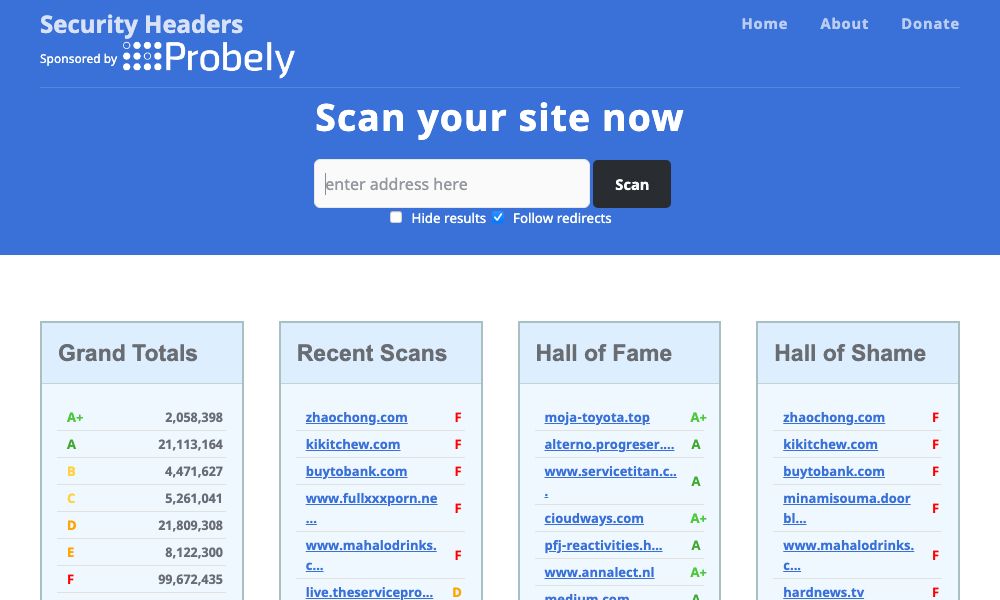 Security Headers
Home About Donate
Sponsored by Probely
Scan your site now
enter address here
Scan
Hide results Follow redirects
Grand Totals
A+ 2,058,398
A 21,113,164
B 4,471,627
C 5,261,041
D 21,809,308
E 8,122,300
F 99,672,435
Recent Scans
zhaochong.com F
kikitchew.com F
buytobank.com F
www.fullxxxporn.ne
... F
www.mahalodrinks.
c... F
live.theservicepro... D
Hall of Fame
moja-toyota.top A+
alterno.progreser.... A
www.servicetitan.c..
. A
cioudways.com A+
pfj-reactivities.h... A
www.annalect.nl A+
medium.com A
Hall of Shame
zhaochong.com F
kikitchew.com F
buytobank.com F
minamisouma.door
bl... F
www.mahalodrinks.
c... F
hardnews.tv F